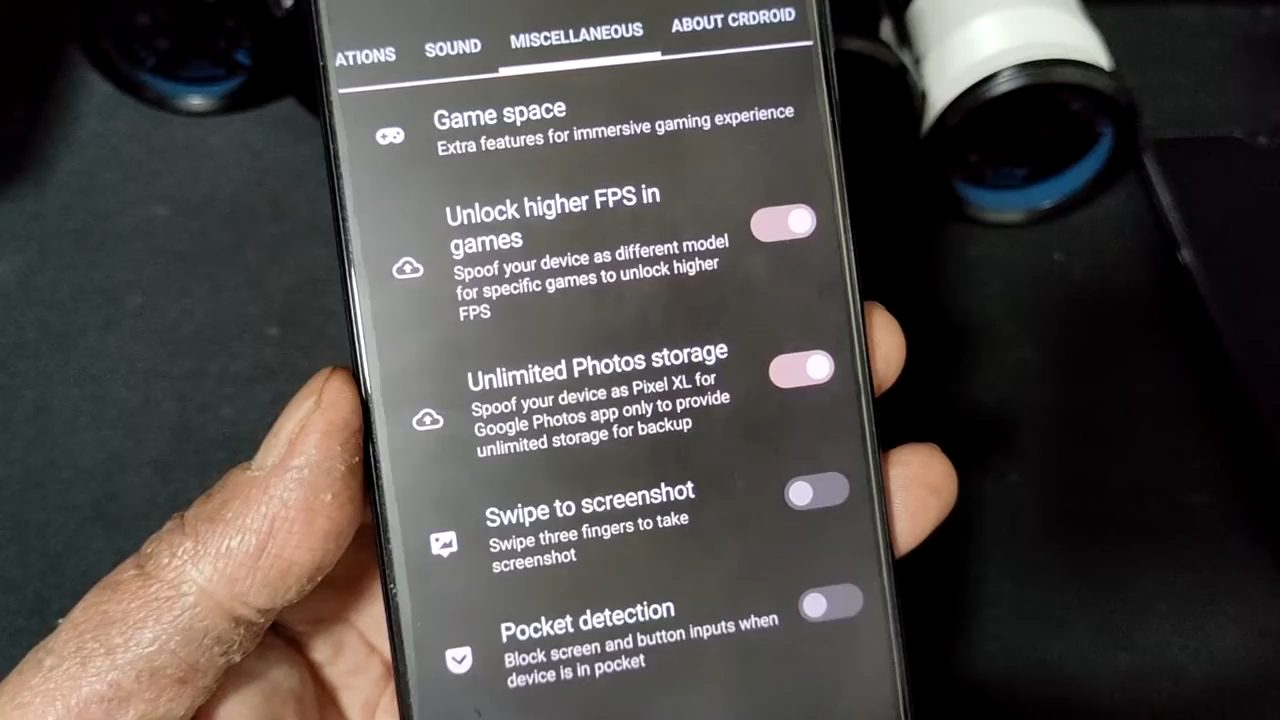 ATIONS SOUND MISCELLANEOUS ABOUT CRDROID
Game space
Extra features for immersive gaming experience
Unlock higher FPS in
games
Spoof your device as different model
for specific games to unlock higher
FPS
Unlimited Photos storage
Spoof your device as Pixel XL for
Google Photos app only to provide
unlimited storage for backup
Swipe to screenshot
Swipe three fingers to take
screenshot
Pocket detection
Block screen and button inputs when
device is in pocket